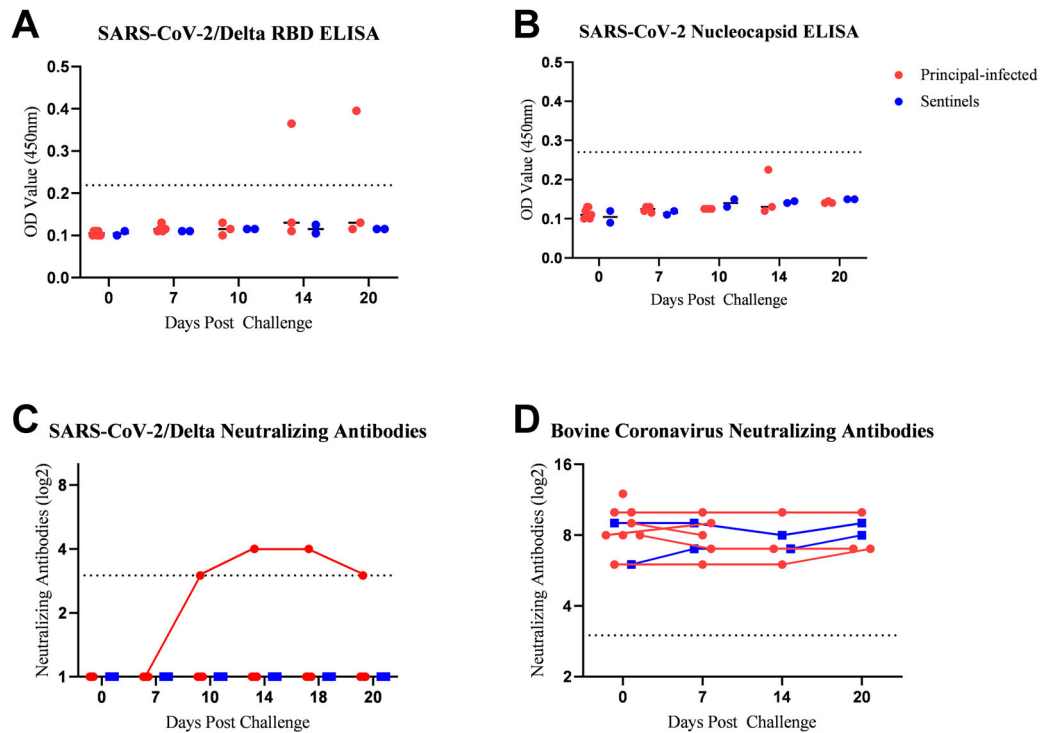 A
SARS-CoV-2/Delta RBD ELISA
OD Value (450nm)
0.5
0.4
0.3
0.2
0.1
0.0
0 7 10 14 20
Days Post Challenge
B
SARS-CoV-2 Nucleocapsid ELISA
OD Value (450nm)
0.5
0.4
0.3
0.2
0.1
0.0
0 7 10 14 20
Days Post Challenge
Principal-infected
Sentinels
C
SARS-CoV-2/Delta Neutralizing Antibodies
Neutralizing Antibodies (log2)
8
4
2
1
0 7 10 14 18 20
Days Post Challenge
D
Bovine Coronavirus Neutralizing Antibodies
Neutralizing Antibodies (log2)
16
8
4
2
0 7 14 20
Days Post Challenge